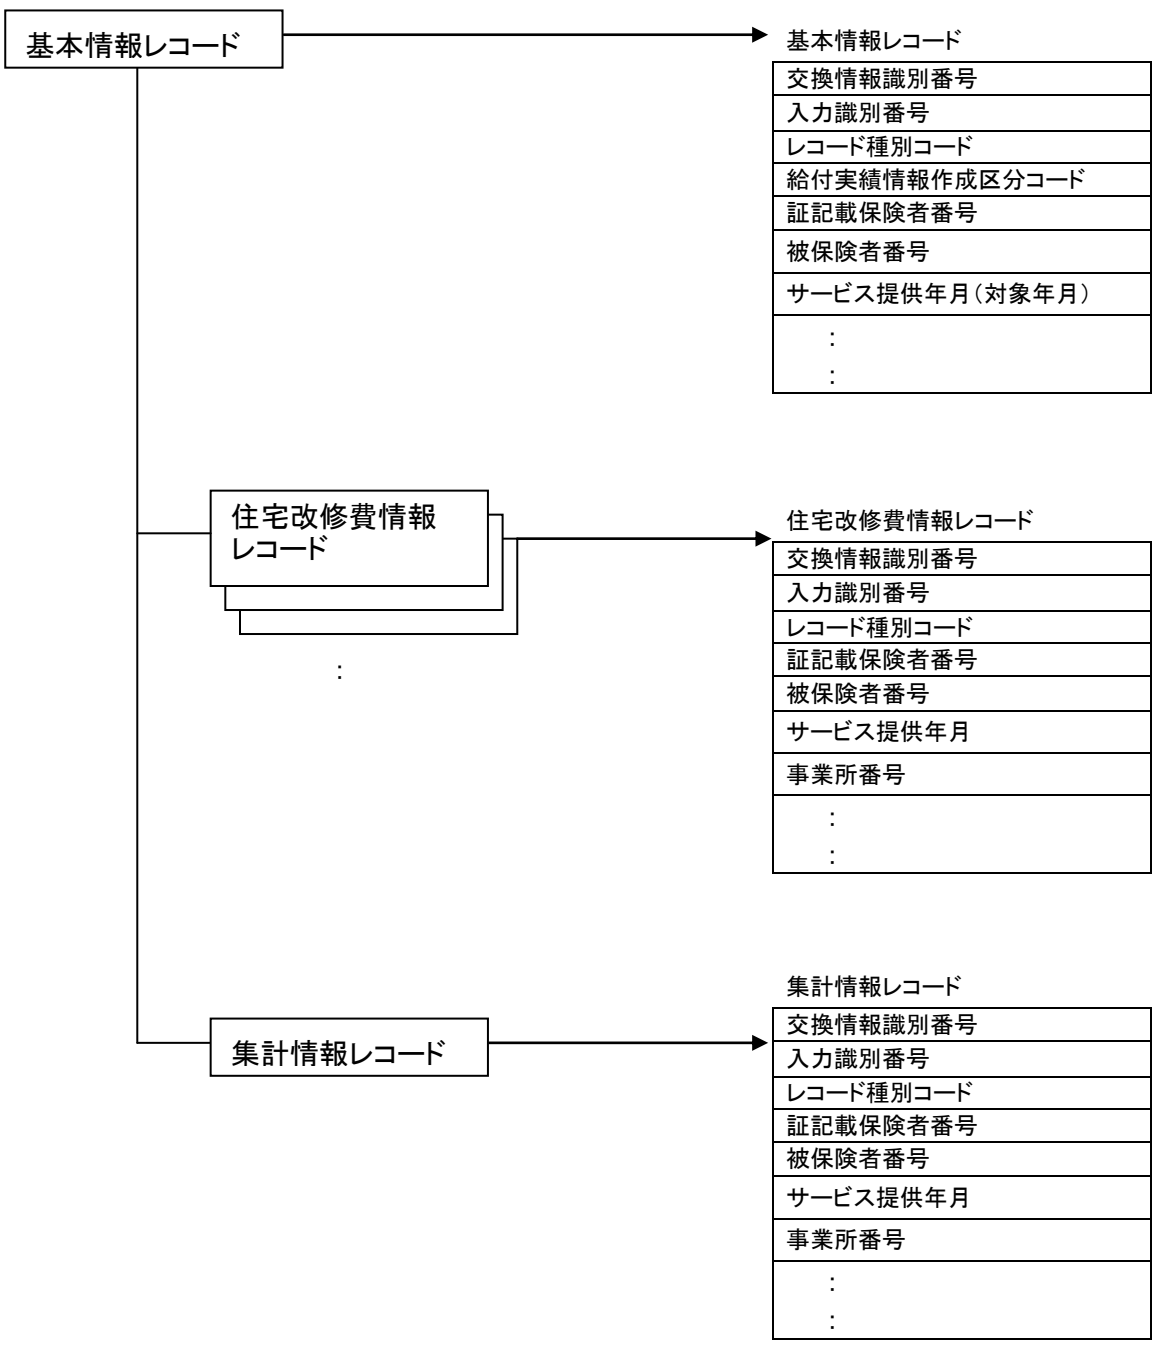 基本情報レコード
基本情報レコード
交換情報識別番号
入力識別番号
レコード種別コード
給付実績情報作成区分コード
証記載保険者番号
被保険者番号
サービス提供年月（対象年月）
：
：
住宅改修費情報
レコード
：
住宅改修費情報レコード
交換情報識別番号
入力識別番号
レコード種別コード
証記載保険者番号
被保険者番号
サービス提供年月
事業所番号
：
：
集計情報レコード
集計情報レコード
交換情報識別番号
入力識別番号
レコード種別コード
証記載保険者番号
被保険者番号
サービス提供年月
事業所番号
：
：